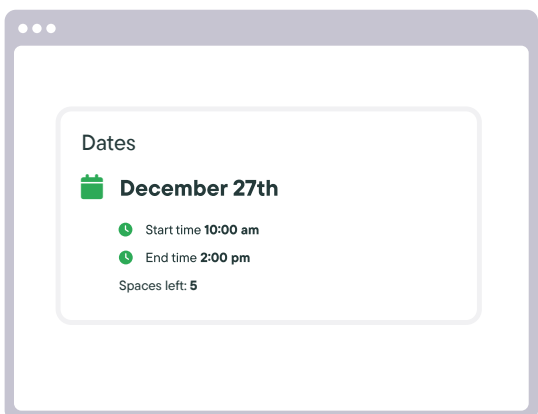 Dates
December 27th
Start time 10:00 am
End time 2:00 pm
Spaces left: 5